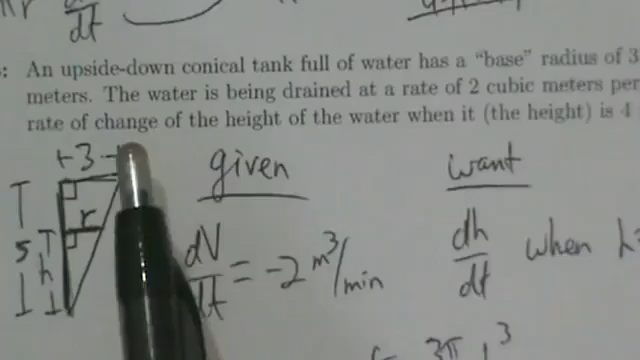 dt
An upside-down conical tank full of water has a "base" radius of 3
meters. The water is being drained at a rate of 2 cubic meters per
rate of change of the height of the water when it (the height) is 4
3
given
want
r
5
h
dV/dt = -2 m³/min
dh/dt when h
3π
3